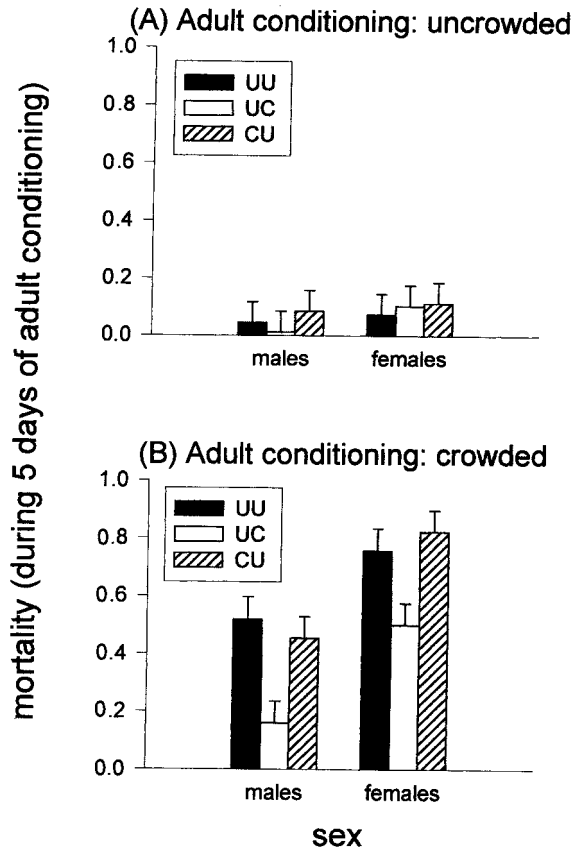 (A) Adult conditioning: uncrowded
1.0
0.8
0.6
0.4
0.2
0.0
UU
UC
CU
males females
(B) Adult conditioning: crowded
1.0
0.8
0.6
0.4
0.2
0.0
UU
UC
CU
males females
sex
mortality (during 5 days of adult conditioning)